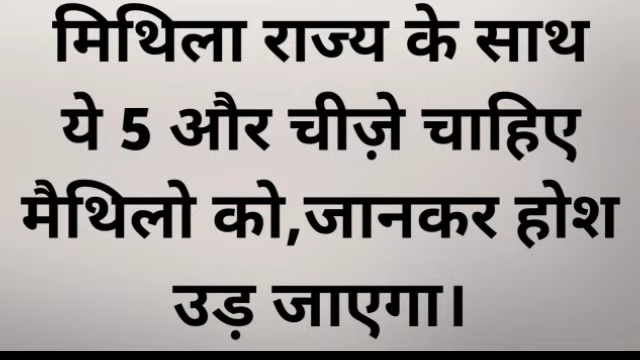 मिथिला राज्य के साथ
ये 5 और चीज़े चाहिए
मैथिलो को,जानकर होश
उड़ जाएगा।